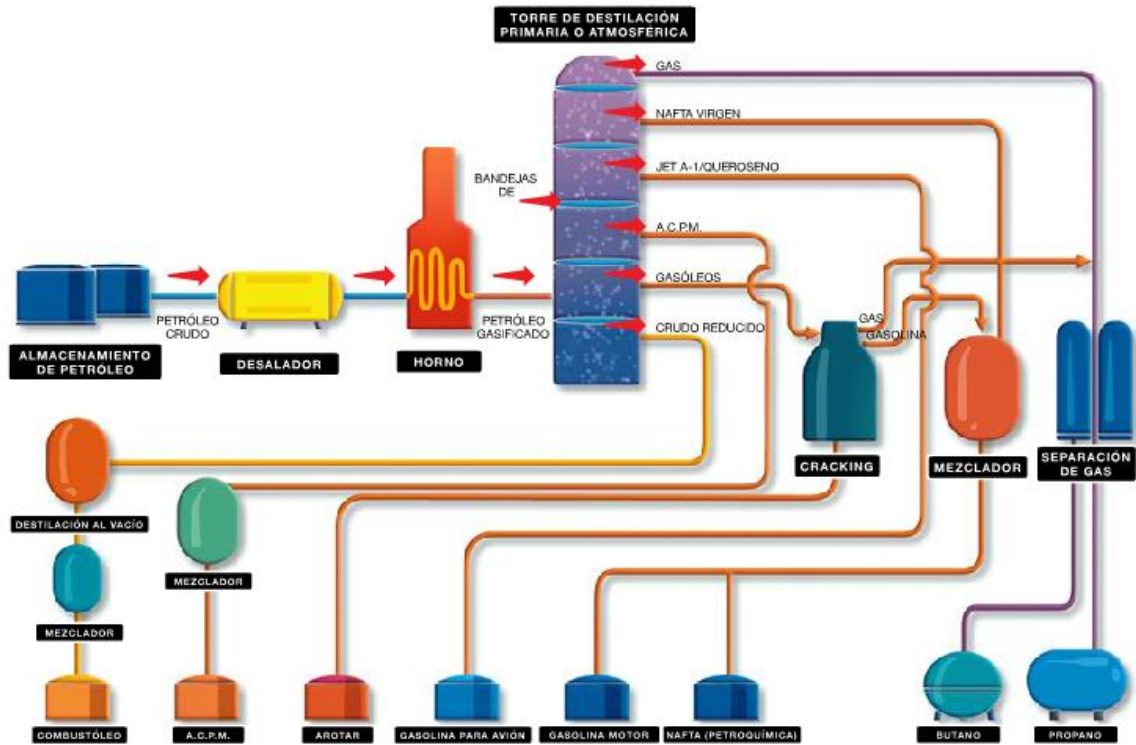 TORRE DE DESTILACIÓN
PRIMARIA O ATMOSFÉRICA
GAS
NAFTA VIRGEN
JET A-1/QUEROSENO
BANDEJAS
DE
A.C.P.M.
GASÓLEOS
PETRÓLEO
CRUDO
PETRÓLEO
GASIFICADO
CRUDO REDUCIDO
GAS
GASOLINA
ALMACENAMIENTO
DE PETRÓLEO
DESALADOR
HORNO
CRACKING
MEZCLADOR
SEPARACIÓN
DE GAS
DESTILACIÓN AL VACÍO
MEZCLADOR
MEZCLADOR
COMBUSTÓLEO
A.C.P.M.
AROTAR
GASOLINA PARA AVIÓN
GASOLINA MOTOR
NAFTA (PETROQUÍMICA)
BUTANO
PROPANO